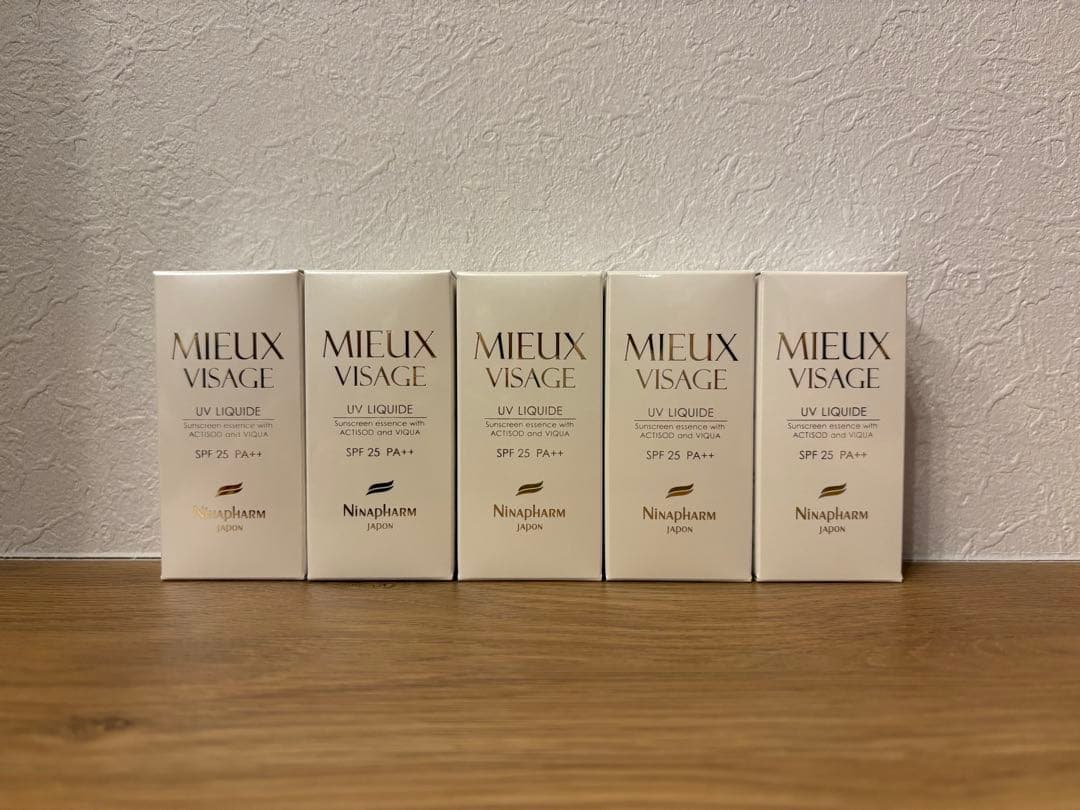 MIEUX
VISAGE
UV LIQUIDE
Sunscreen essence with
ACTISOD and VIQUA
SPF 25 PA++
NINAPHARM
JAPON
MIEUX
VISAGE
UV LIQUIDE
Sunscreen essence with
ACTISOD and VIQUA
SPF 25 PA++
NINAPHARM
JAPON
MIEUX
VISAGE
UV LIQUIDE
Sunscreen essence with
ACTISOD and VIQUA
SPF 25 PA++
NINAPHARM
JAPON
MIEUX
VISAGE
UV LIQUIDE
Sunscreen essence with
ACTISOD and VIQUA
SPF 25 PA++
NINAPHARM
JAPON
MIEUX
VISAGE
UV LIQUIDE
Sunscreen essence with
ACTISOD and VIQUA
SPF 25 PA++
NINAPHARM
JAPON